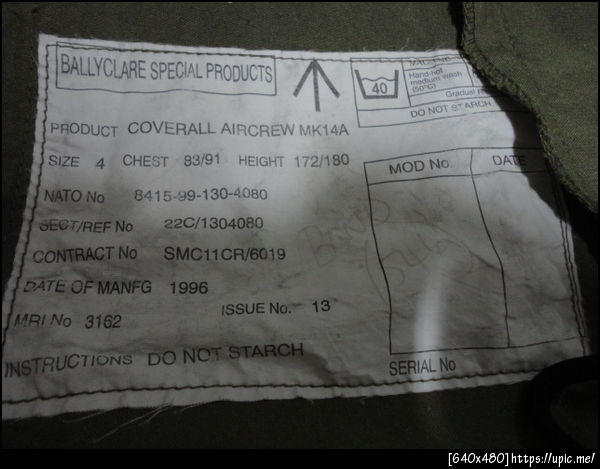 BALLYCLARE SPECIAL PRODUCTS
40
Hand-hot
medium wash
(50°C)
Gradual
DO NOT STARCH
PRODUCT COVERALL AIRCREW MK14A
SIZE 4 CHEST 83/91 HEIGHT 172/180
MOD No. DATE
NATO No 8415-99-130-4080
SECT/REF No 22C/1304080
CONTRACT No SMC11CR/6019
DATE OF MANFG 1996
ISSUE No. 13
MRI No 3162
INSTRUCTIONS DO NOT STARCH
SERIAL No
[640x480]https://upic.me/